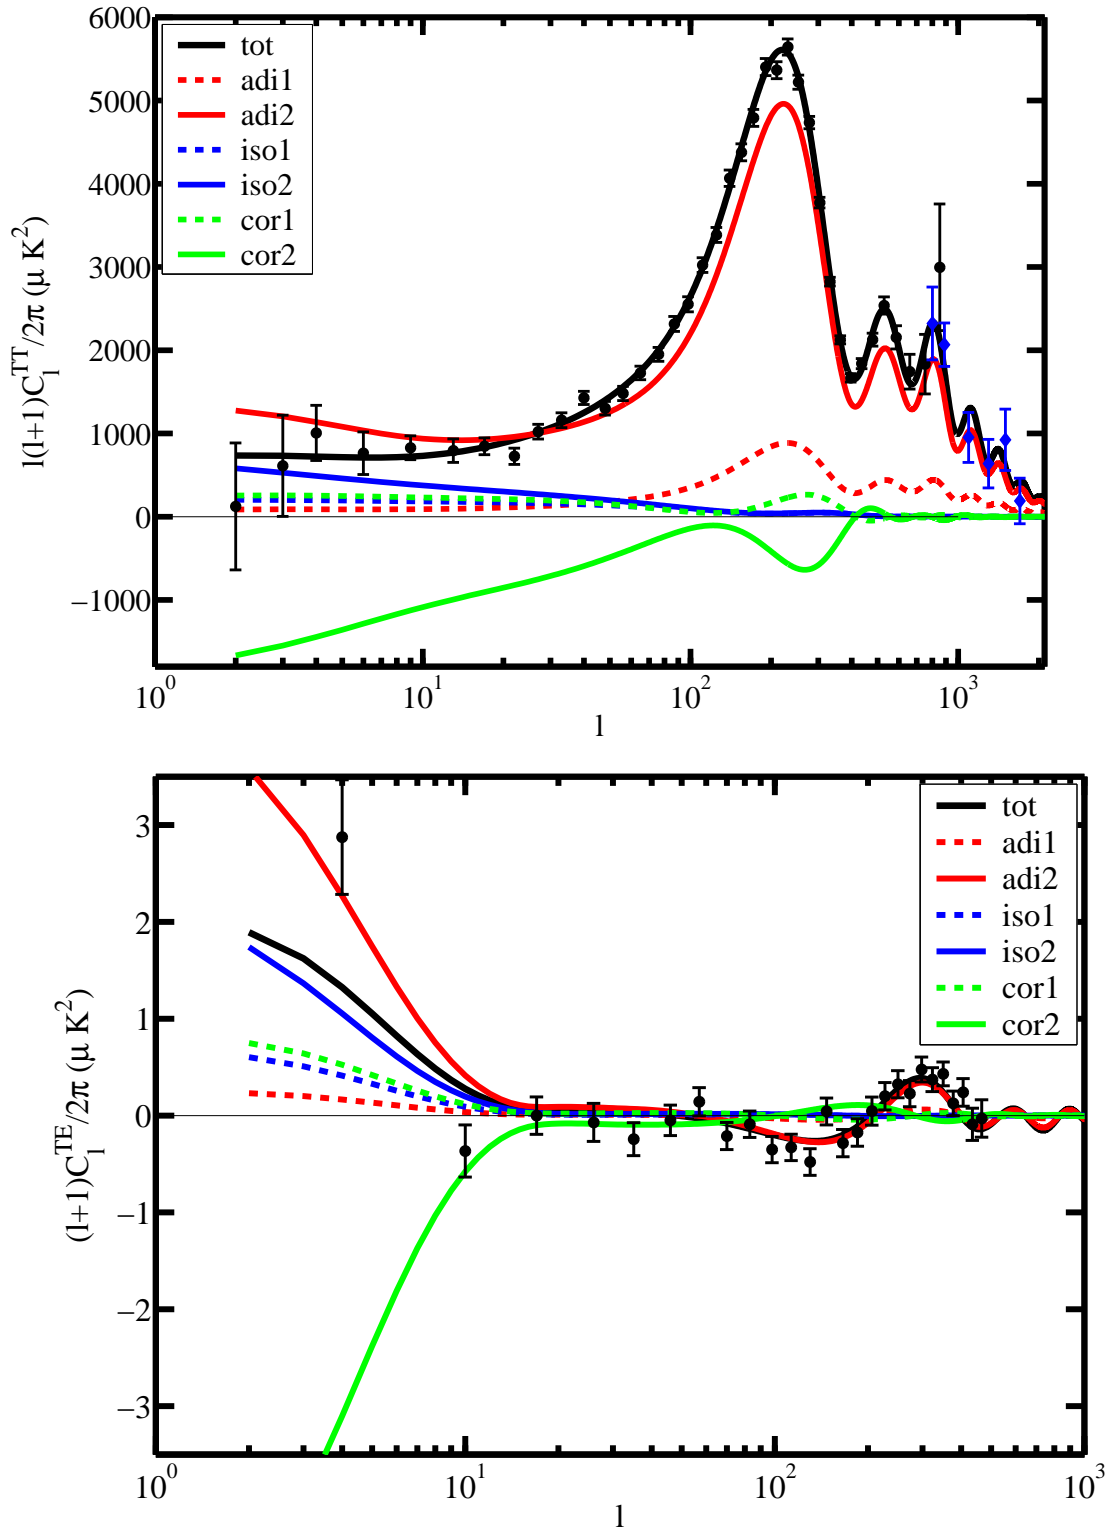 6000
5000
4000
3000
2000
1000
0
−1000
l(l+1)C_l^{TT}/2π (μ K^2)
tot
adi1
adi2
iso1
iso2
cor1
cor2
10^0
10^1
10^2
10^3
l
3
2
1
0
−1
−2
−3
(l+1)C_l^{TE}/2π (μ K^2)
tot
adi1
adi2
iso1
iso2
cor1
cor2
10^0
10^1
10^2
10^3
l